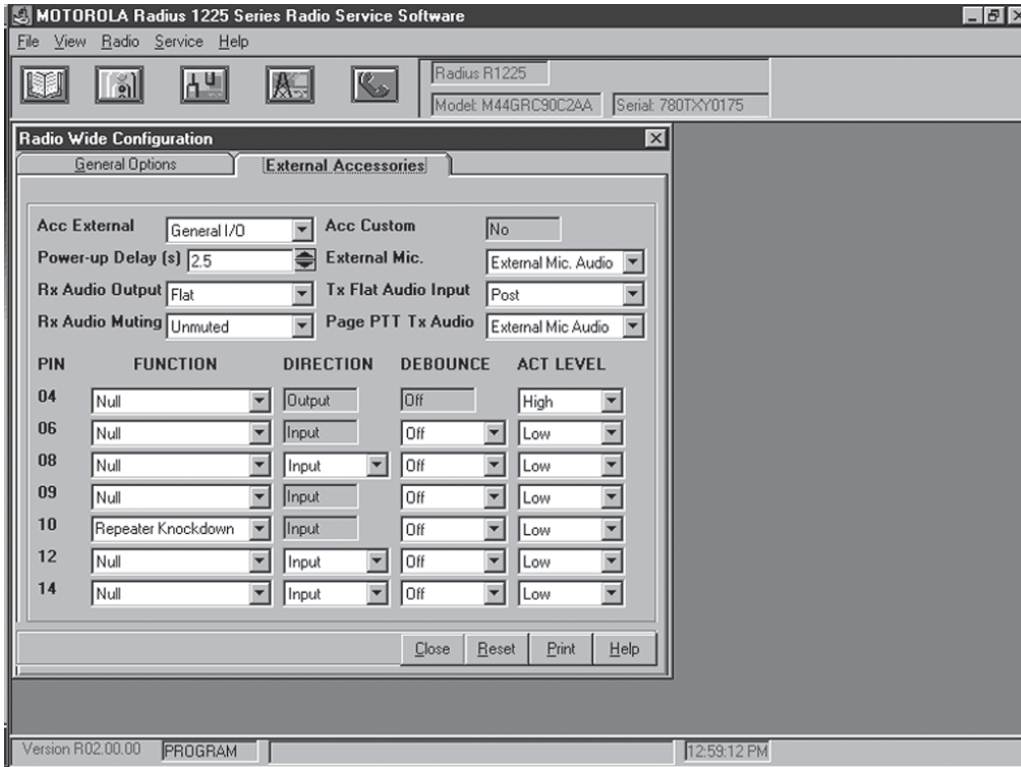 MOTOROLA Radius 1225 Series Radio Service Software
File View Radio Service Help
Radius R1225
Model: M44GRC90C2AA Serial: 780TXY0175
Radio Wide Configuration
General Options External Accessories
Acc External General I/O Acc Custom No
Power-up Delay (s) 2.5 External Mic. External Mic. Audio
Rx Audio Output Flat Tx Flat Audio Input Post
Rx Audio Muting Unmuted Page PTT Tx Audio External Mic Audio
PIN FUNCTION DIRECTION DEBOUNCE ACT LEVEL
04 Null Output Off High
06 Null Input Off Low
08 Null Input Off Low
09 Null Input Off Low
10 Repeater Knockdown Input Off Low
12 Null Input Off Low
14 Null Input Off Low
Close Reset Print Help
Version R02.00.00 PROGRAM 12:59:12 PM